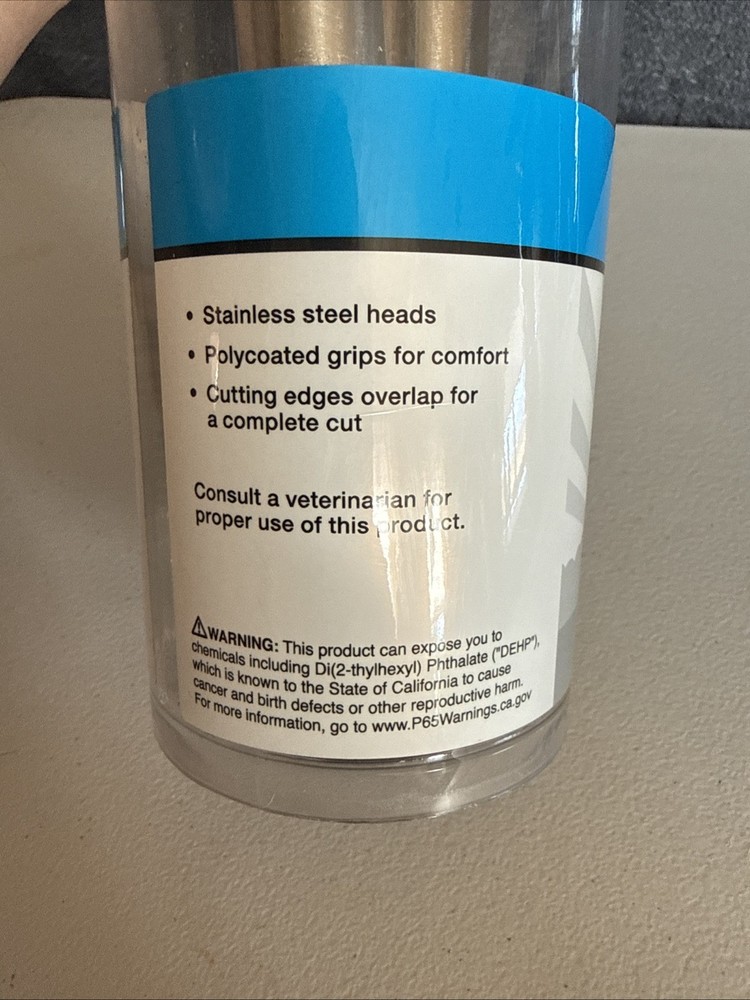 • Stainless steel heads
• Polycoated grips for comfort
• Cutting edges overlap for
a complete cut
Consult a veterinarian for
proper use of this product.
⚠WARNING: This product can expose you to
chemicals including Di(2-thylhexyl) Phthalate ("DEHP"),
which is known to the State of California to cause
cancer and birth defects or other reproductive harm.
For more information, go to www.P65Warnings.ca.gov